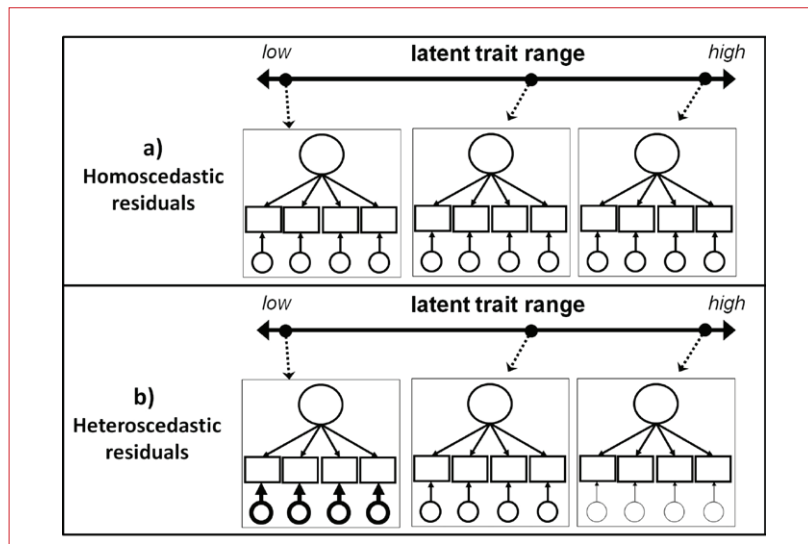 low latent trait range high
a)
Homoscedastic
residuals
low latent trait range high
b)
Heteroscedastic
residuals